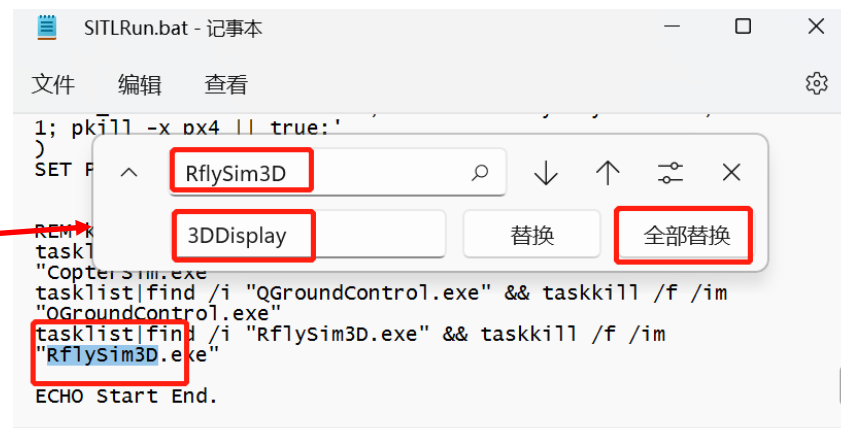 SITLRun.bat - 记事本
文件 编辑 查看
1; pkill -x px4 || true;'
)
SET P
RflySim3D
REM k
3DDisplay 替换 全部替换
taskl
"CopterSim.exe"
tasklist|find /i "QGroundControl.exe" && taskkill /f /im
"QGroundControl.exe"
tasklist|find /i "RflySim3D.exe" && taskkill /f /im
"RflySim3D.exe"
ECHO Start End.